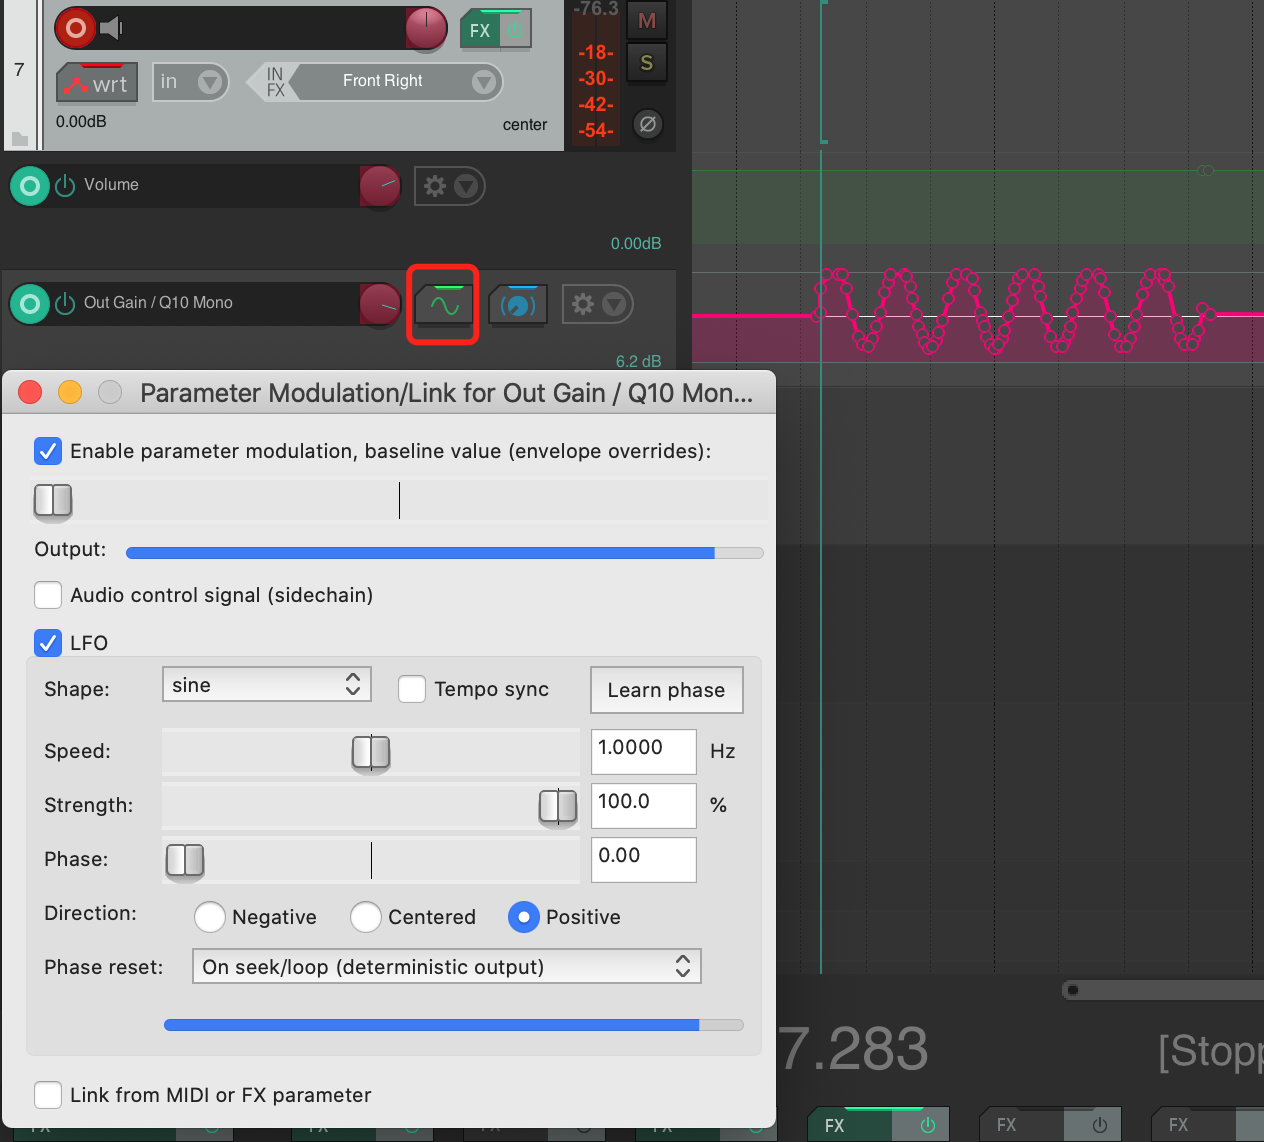 -76.3
M
FX
-18-
7
wrt
in
IN
FX
Front Right
-30-
S
-42-
0.00dB
center
-54-
Volume
0.00dB
Out Gain / Q10 Mono
6.2 dB
Parameter Modulation/Link for Out Gain / Q10 Mon...
Enable parameter modulation, baseline value (envelope overrides):
Output:
Audio control signal (sidechain)
LFO
Shape:
sine
Tempo sync
Learn phase
Speed:
1.0000
Hz
Strength:
100.0
%
Phase:
0.00
Direction:
Negative
Centered
Positive
Phase reset:
On seek/loop (deterministic output)
7.283
[Stopp
Link from MIDI or FX parameter
FX
FX
FX